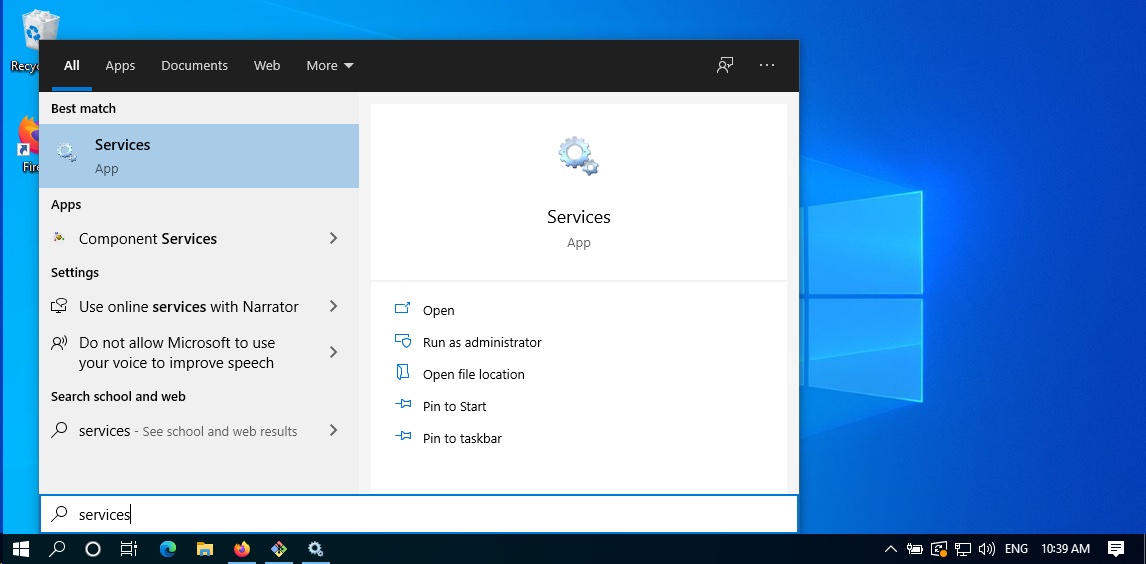 Recyc
Fire
All Apps Documents Web More
Best match
Services
App
Apps
Component Services
Settings
Use online services with Narrator
Do not allow Microsoft to use
your voice to improve speech
Search school and web
services - See school and web results
Services
App
Open
Run as administrator
Open file location
Pin to Start
Pin to taskbar
services
ENG 10:39 AM